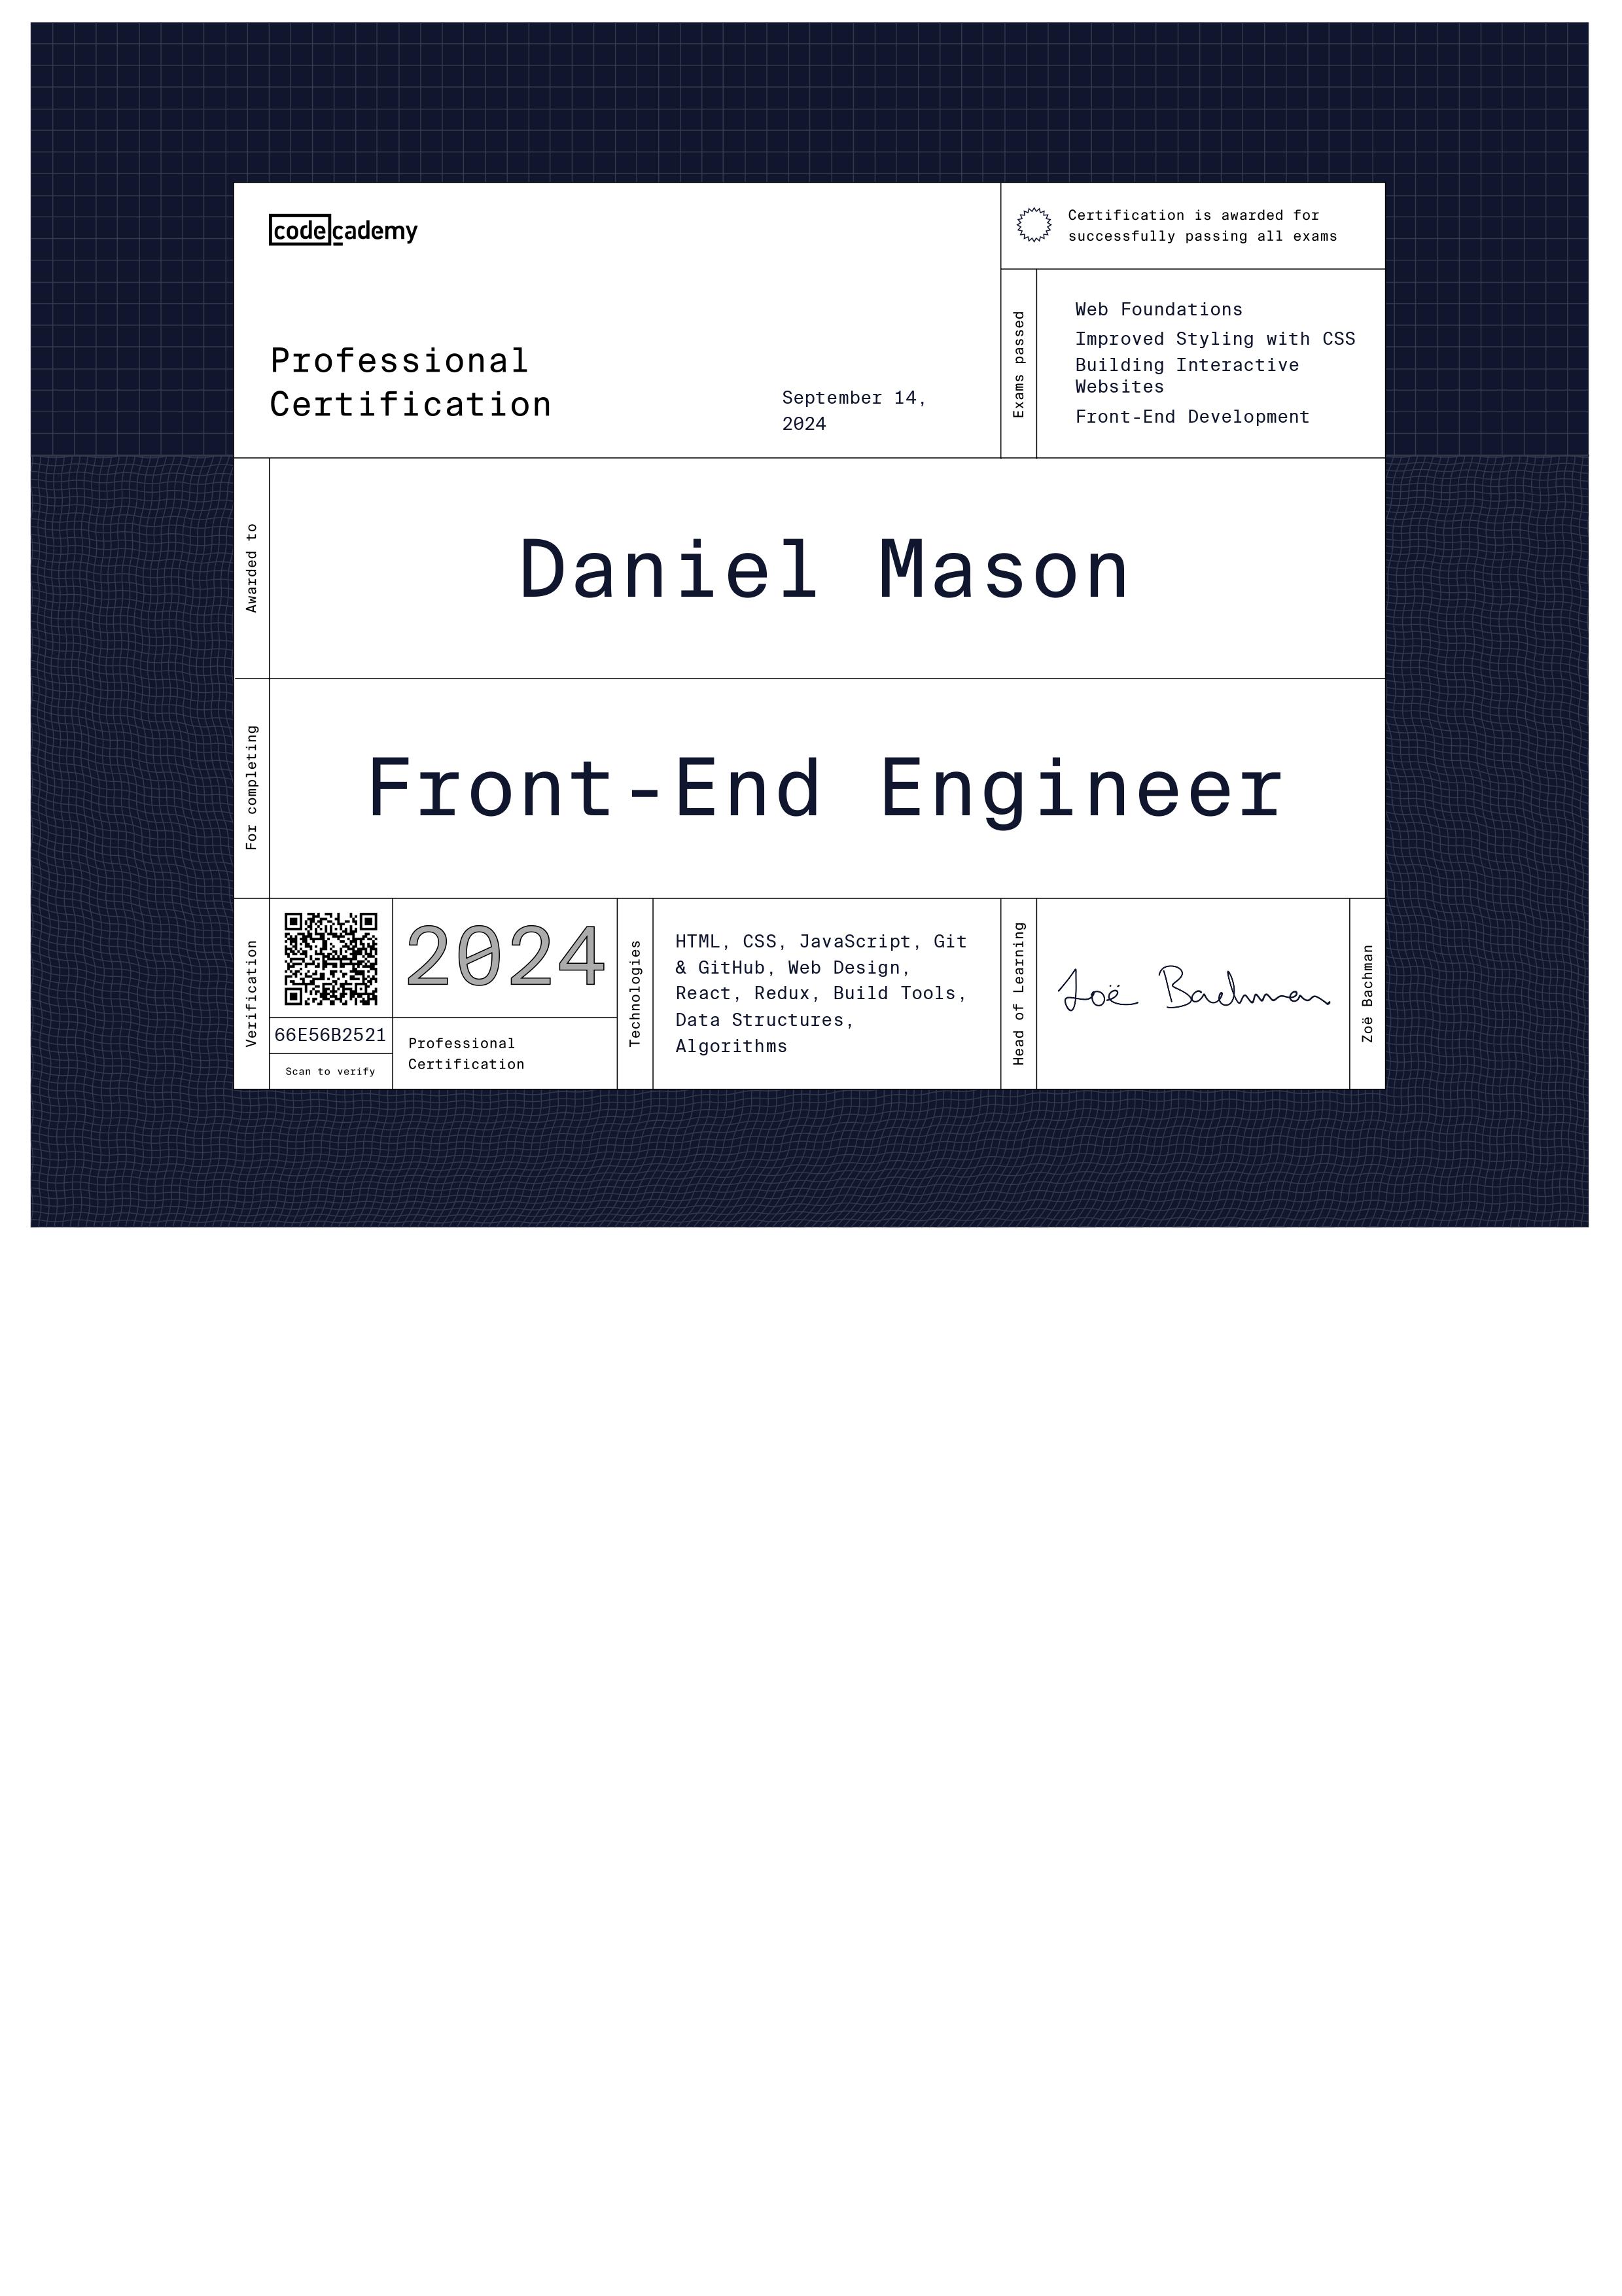 codecademy
Professional
Certification
September 14,
2024
Certification is awarded for
successfully passing all exams
Exams passed
Web Foundations
Improved Styling with CSS
Building Interactive
Websites
Front-End Development
Awarded to
Daniel Mason
For completing
Front-End Engineer
Verification
66E56B2521
Scan to verify
2024
Professional
Certification
Technologies
HTML, CSS, JavaScript, Git
& GitHub, Web Design,
React, Redux, Build Tools,
Data Structures,
Algorithms
Head of Learning
Zoë Bachman
Zoë Bachman